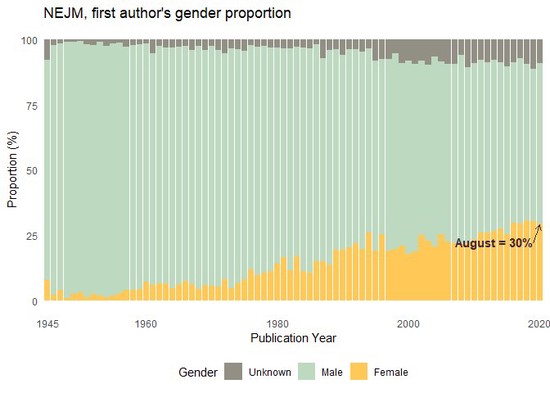 NEJM, first author's gender proportion
100
75
50
25
0
Proportion (%)
August = 30%
1945
1960
1980
2000
2020
Publication Year
Gender Unknown Male Female